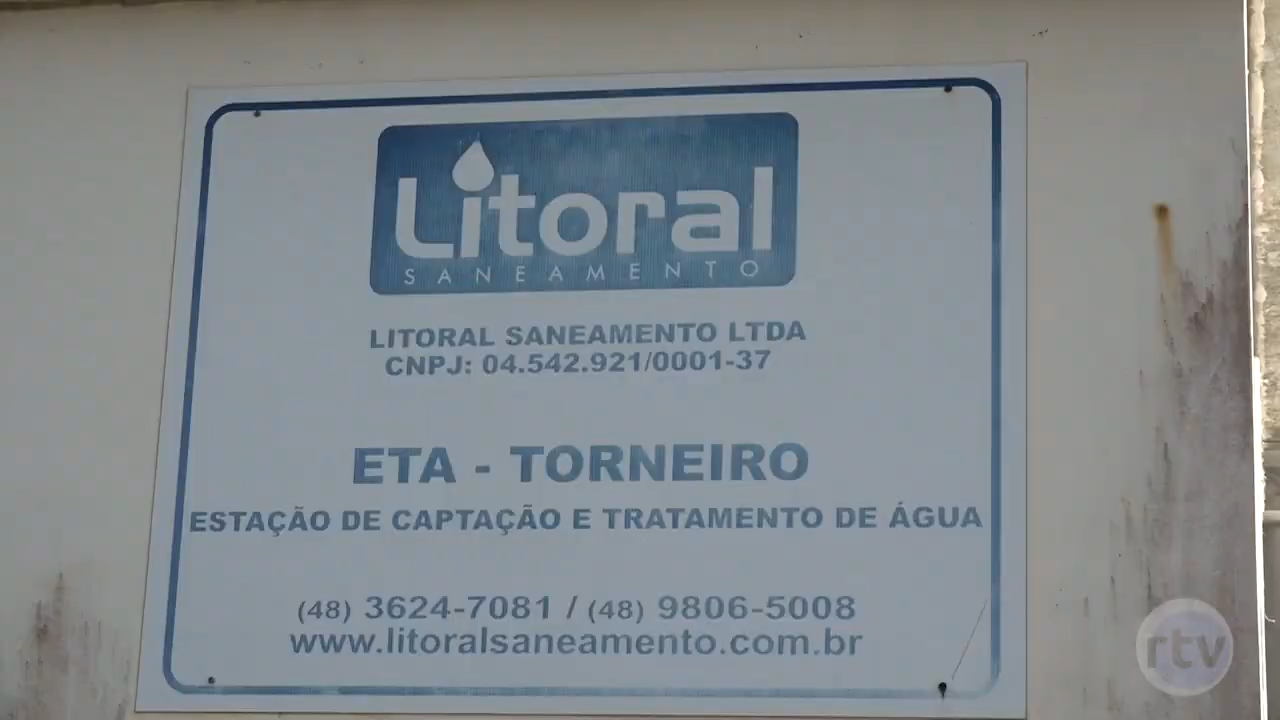 Litoral
SANEAMENTO
LITORAL SANEAMENTO LTDA
CNPJ: 04.542.921/0001-37
ETA - TORNEIRO
ESTAÇÃO DE CAPTAÇÃO E TRATAMENTO DE ÁGUA
(48) 3624-7081 / (48) 9806-5008
www.litoralsaneamento.com.br
rtv